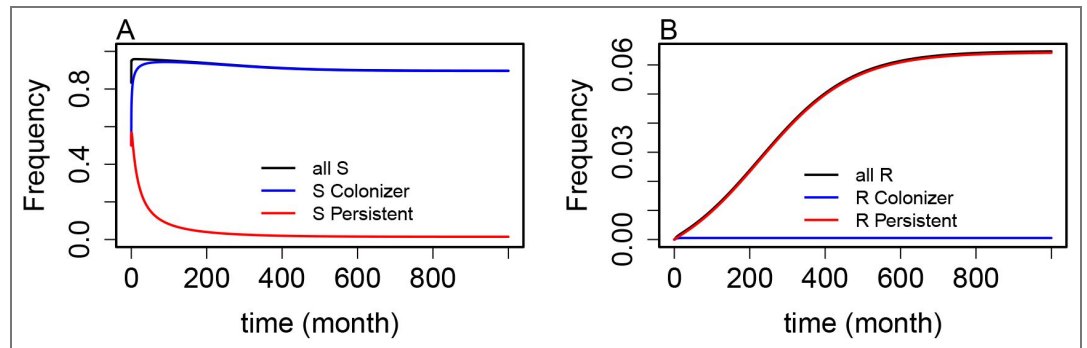 A
Frequency
0.8
0.4
0.0
all S
S Colonizer
S Persistent
0 200 400 600 800
time (month)
B
Frequency
0.06
0.03
0.00
all R
R Colonizer
R Persistent
0 200 400 600 800
time (month)